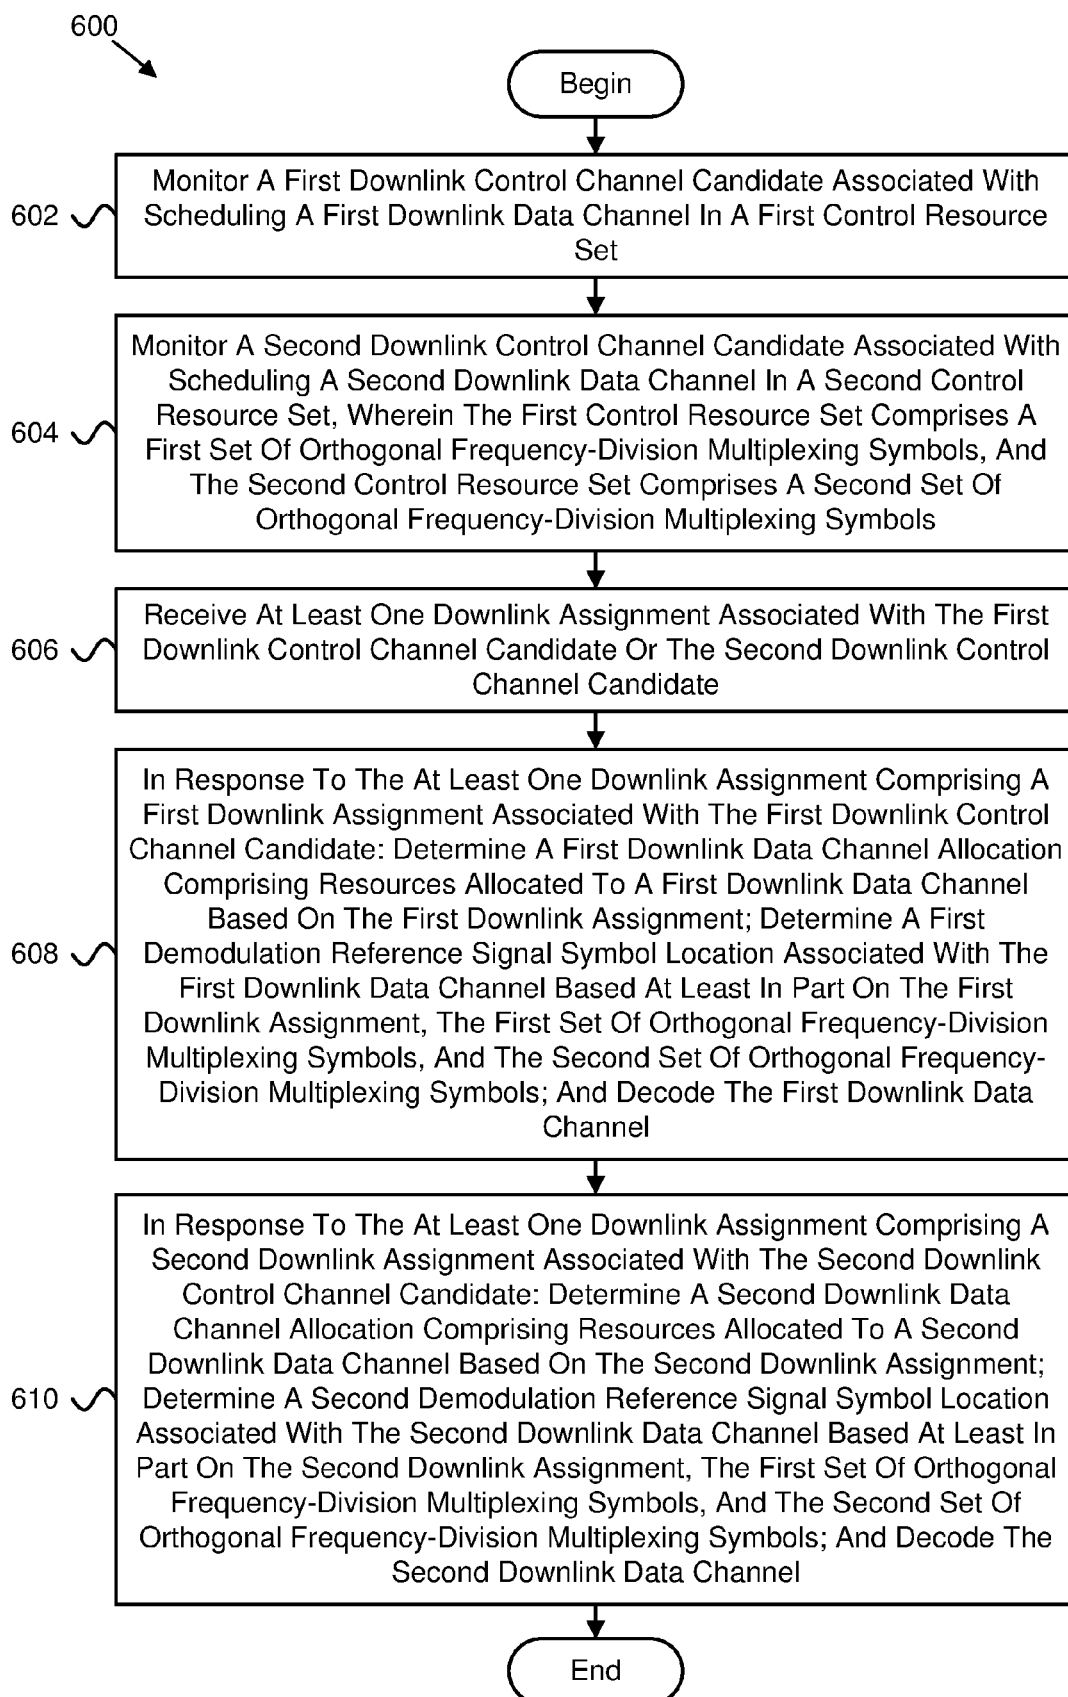 600
Begin
602
Monitor A First Downlink Control Channel Candidate Associated With
Scheduling A First Downlink Data Channel In A First Control Resource
Set
604
Monitor A Second Downlink Control Channel Candidate Associated With
Scheduling A Second Downlink Data Channel In A Second Control
Resource Set, Wherein The First Control Resource Set Comprises A
First Set Of Orthogonal Frequency-Division Multiplexing Symbols, And
The Second Control Resource Set Comprises A Second Set Of
Orthogonal Frequency-Division Multiplexing Symbols
606
Receive At Least One Downlink Assignment Associated With The First
Downlink Control Channel Candidate Or The Second Downlink Control
Channel Candidate
608
In Response To The At Least One Downlink Assignment Comprising A
First Downlink Assignment Associated With The First Downlink Control
Channel Candidate: Determine A First Downlink Data Channel Allocation
Comprising Resources Allocated To A First Downlink Data Channel
Based On The First Downlink Assignment; Determine A First
Demodulation Reference Signal Symbol Location Associated With The
First Downlink Data Channel Based At Least In Part On The First
Downlink Assignment, The First Set Of Orthogonal Frequency-Division
Multiplexing Symbols, And The Second Set Of Orthogonal Frequency-
Division Multiplexing Symbols; And Decode The First Downlink Data
Channel
610
In Response To The At Least One Downlink Assignment Comprising A
Second Downlink Assignment Associated With The Second Downlink
Control Channel Candidate: Determine A Second Downlink Data
Channel Allocation Comprising Resources Allocated To A Second
Downlink Data Channel Based On The Second Downlink Assignment;
Determine A Second Demodulation Reference Signal Symbol Location
Associated With The Second Downlink Data Channel Based At Least In
Part On The Second Downlink Assignment, The First Set Of Orthogonal
Frequency-Division Multiplexing Symbols, And The Second Set Of
Orthogonal Frequency-Division Multiplexing Symbols; And Decode The
Second Downlink Data Channel
End